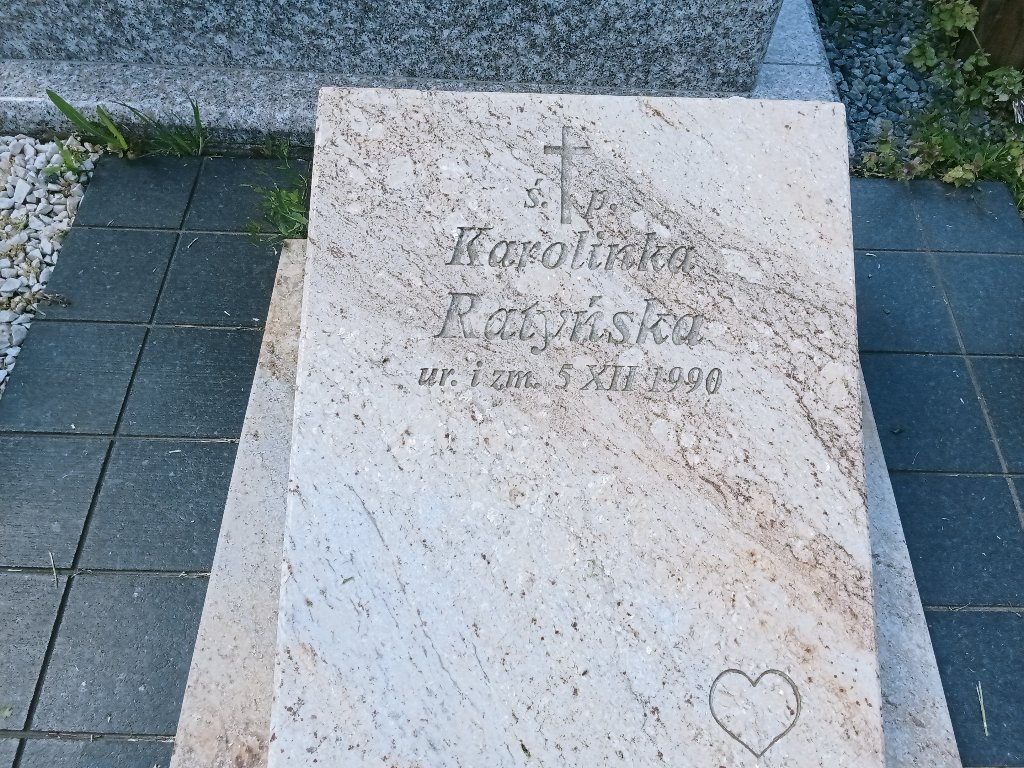 ś. p.
Karolinka
Ratyńska
ur. i zm. 5 XII 1990